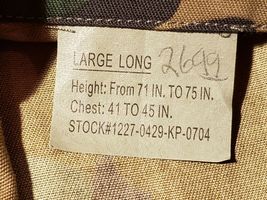 LARGE LONG 2699
Height: From 71 IN. TO 75 IN.
Chest: 41 TO 45 IN.
STOCK#1227-0429-KP-0704